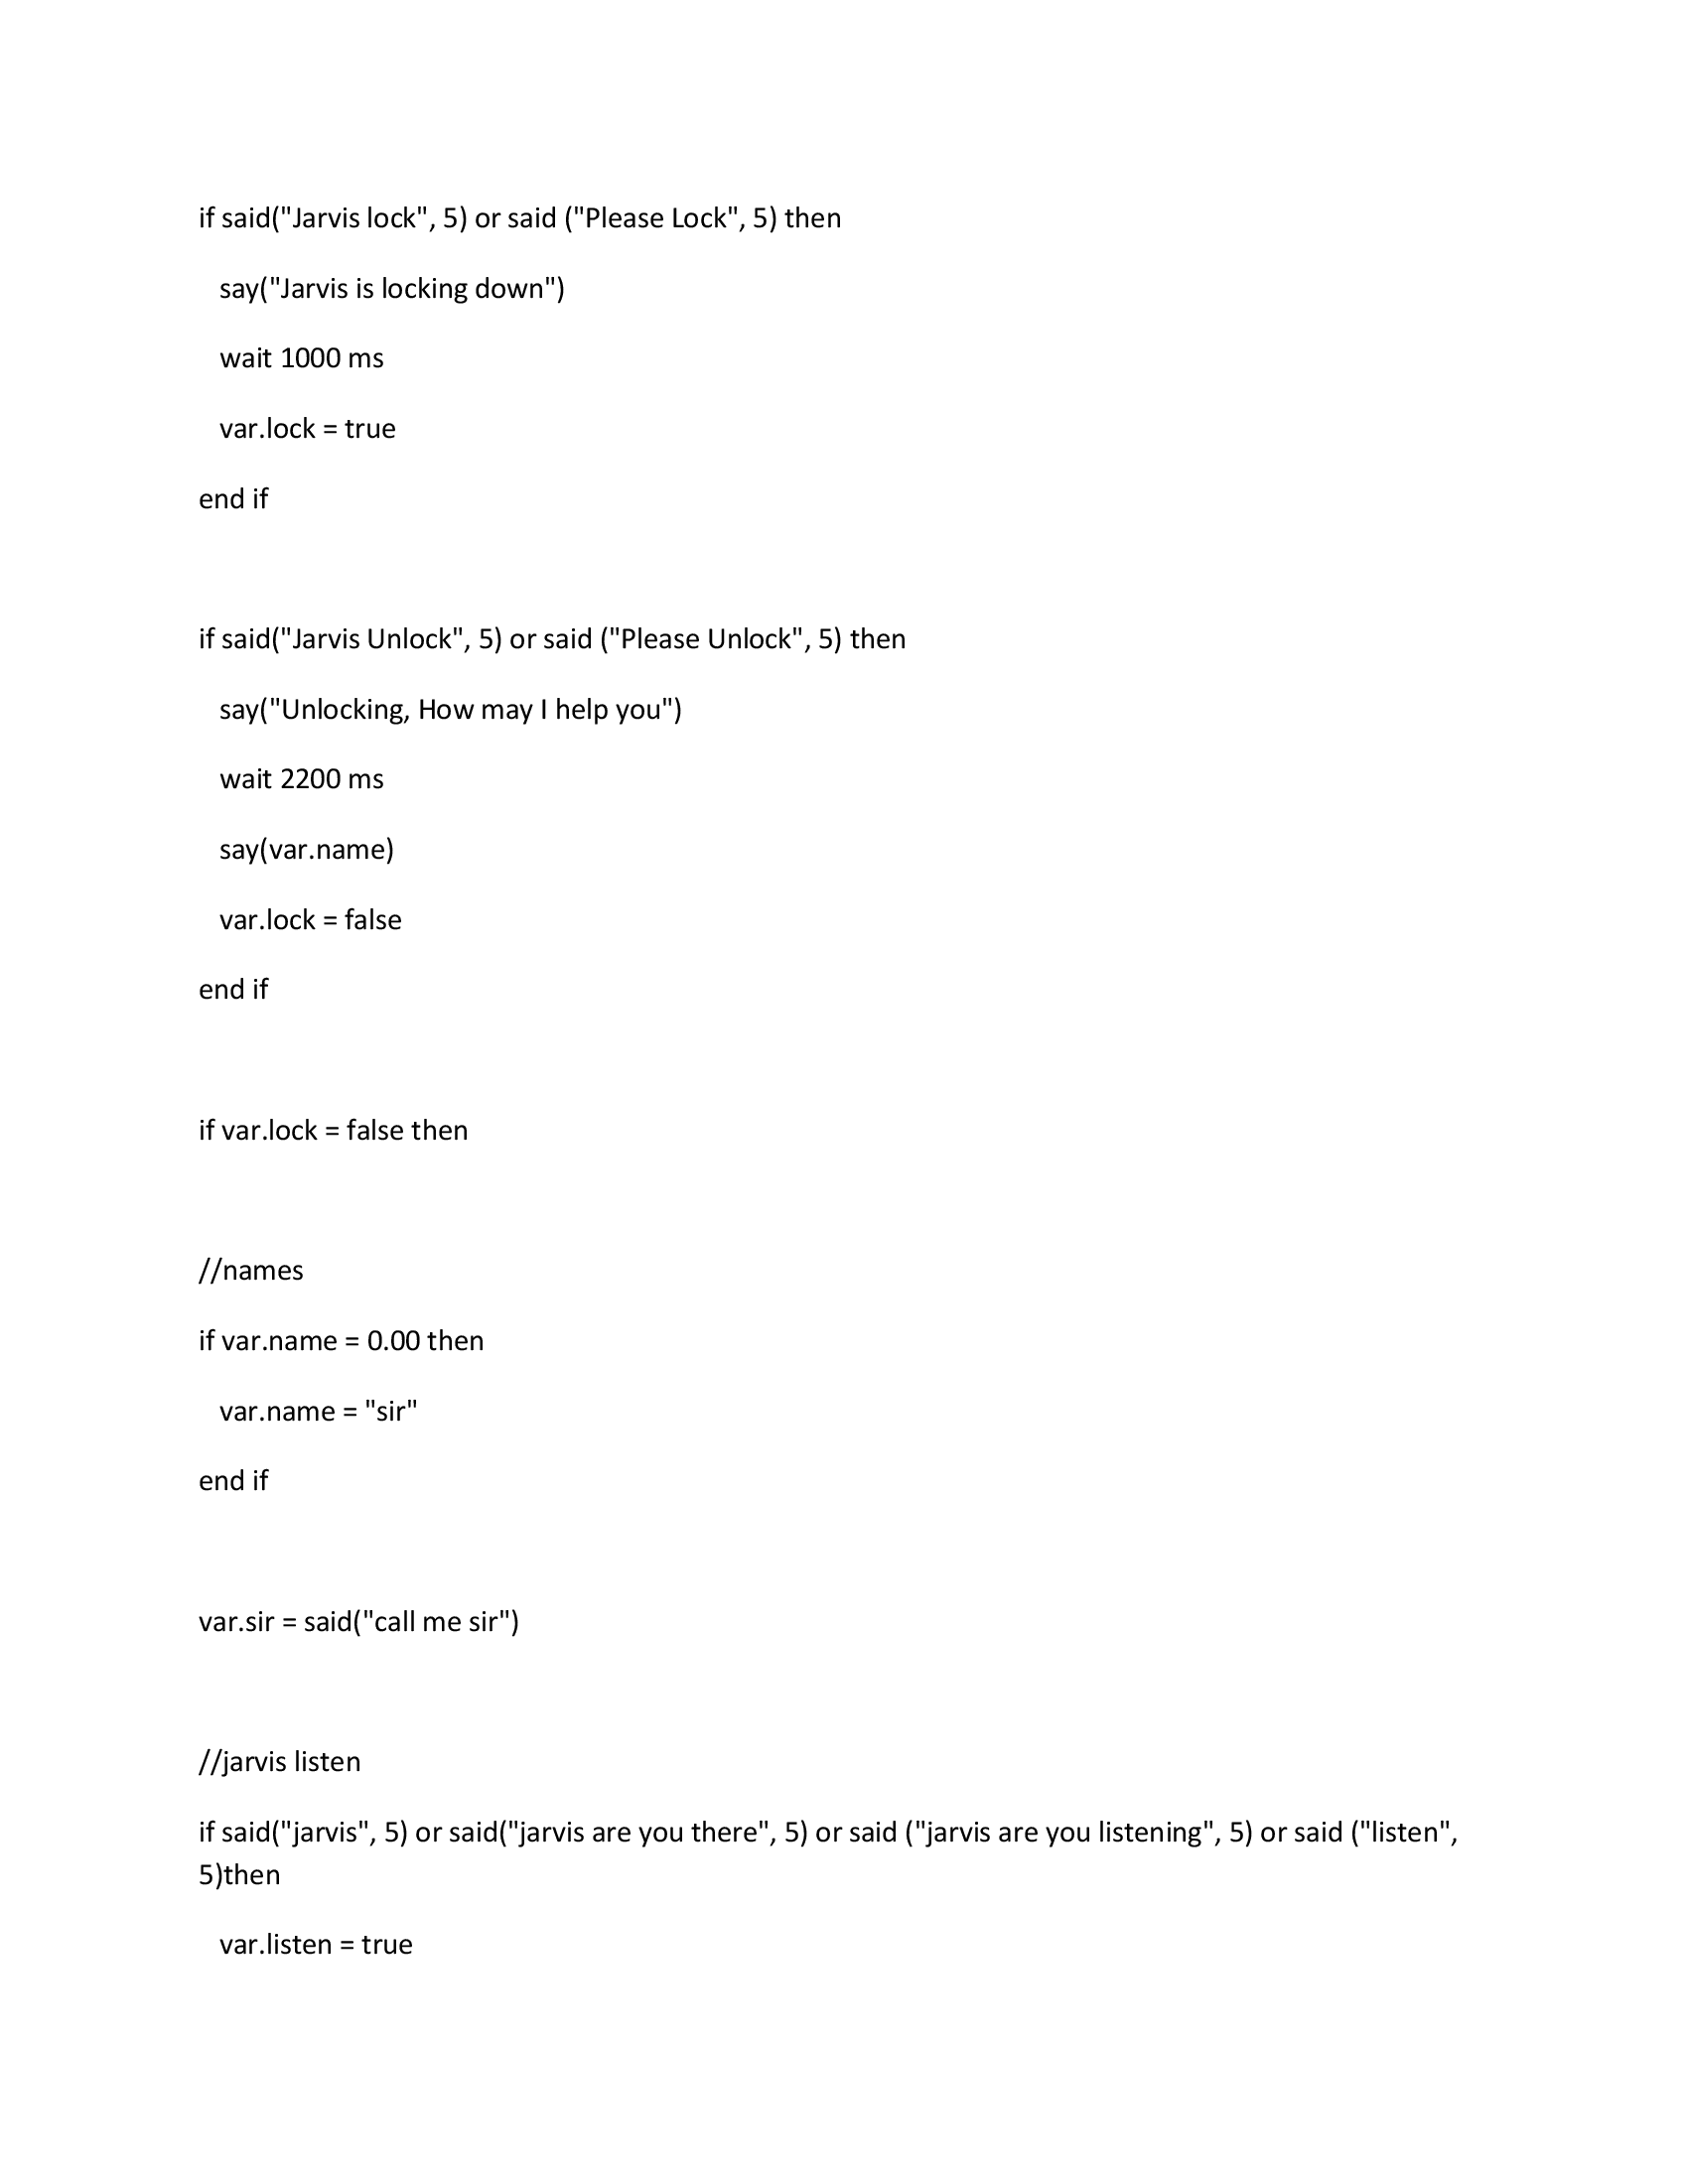 if said("Jarvis lock", 5) or said ("Please Lock", 5) then
say("Jarvis is locking down")
wait 1000 ms
var.lock = true
end if
if said("Jarvis Unlock", 5) or said ("Please Unlock", 5) then
say("Unlocking, How may I help you")
wait 2200 ms
say(var.name)
var.lock = false
end if
if var.lock = false then
//names
if var.name = 0.00 then
var.name = "sir"
end if
var.sir = said("call me sir")
//jarvis listen
if said("jarvis", 5) or said("jarvis are you there", 5) or said ("jarvis are you listening", 5) or said ("listen",
5)then
var.listen = true